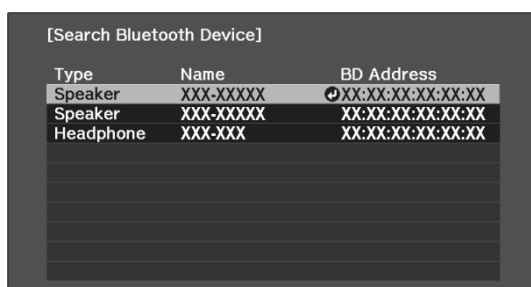 [Search Bluetooth Device]
Type Name BD Address
Speaker XXX-XXXXX XX:XX:XX:XX:XX:XX
Speaker XXX-XXXXX XX:XX:XX:XX:XX:XX
Headphone XXX-XXX XX:XX:XX:XX:XX:XX